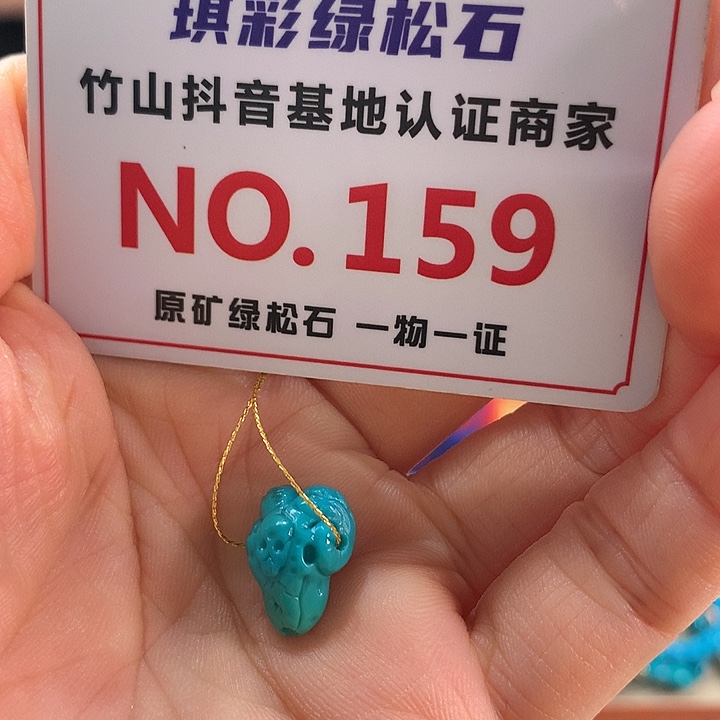 琪彩绿松石
竹山抖音基地认证商家
NO.159
原矿绿松石 一物一证